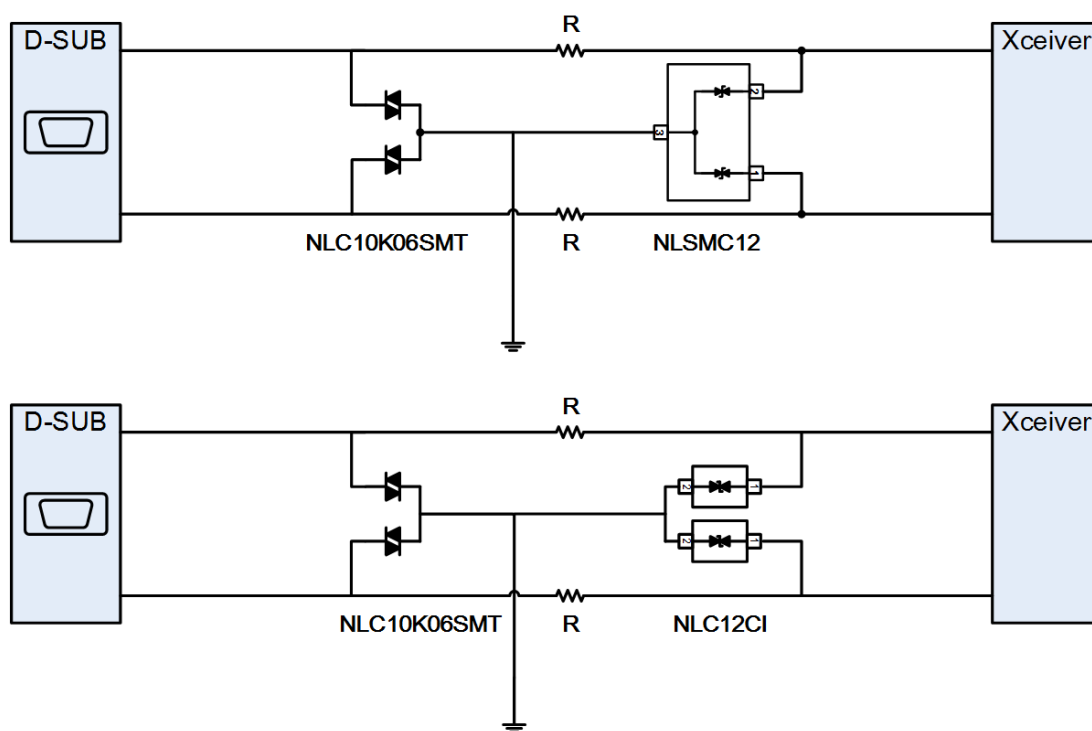 D-SUB
R
Xceiver
2
3
1
NLC10K06SMT
R
NLSMC12
D-SUB
R
Xceiver
2
1
2
1
NLC10K06SMT
R
NLC12CI